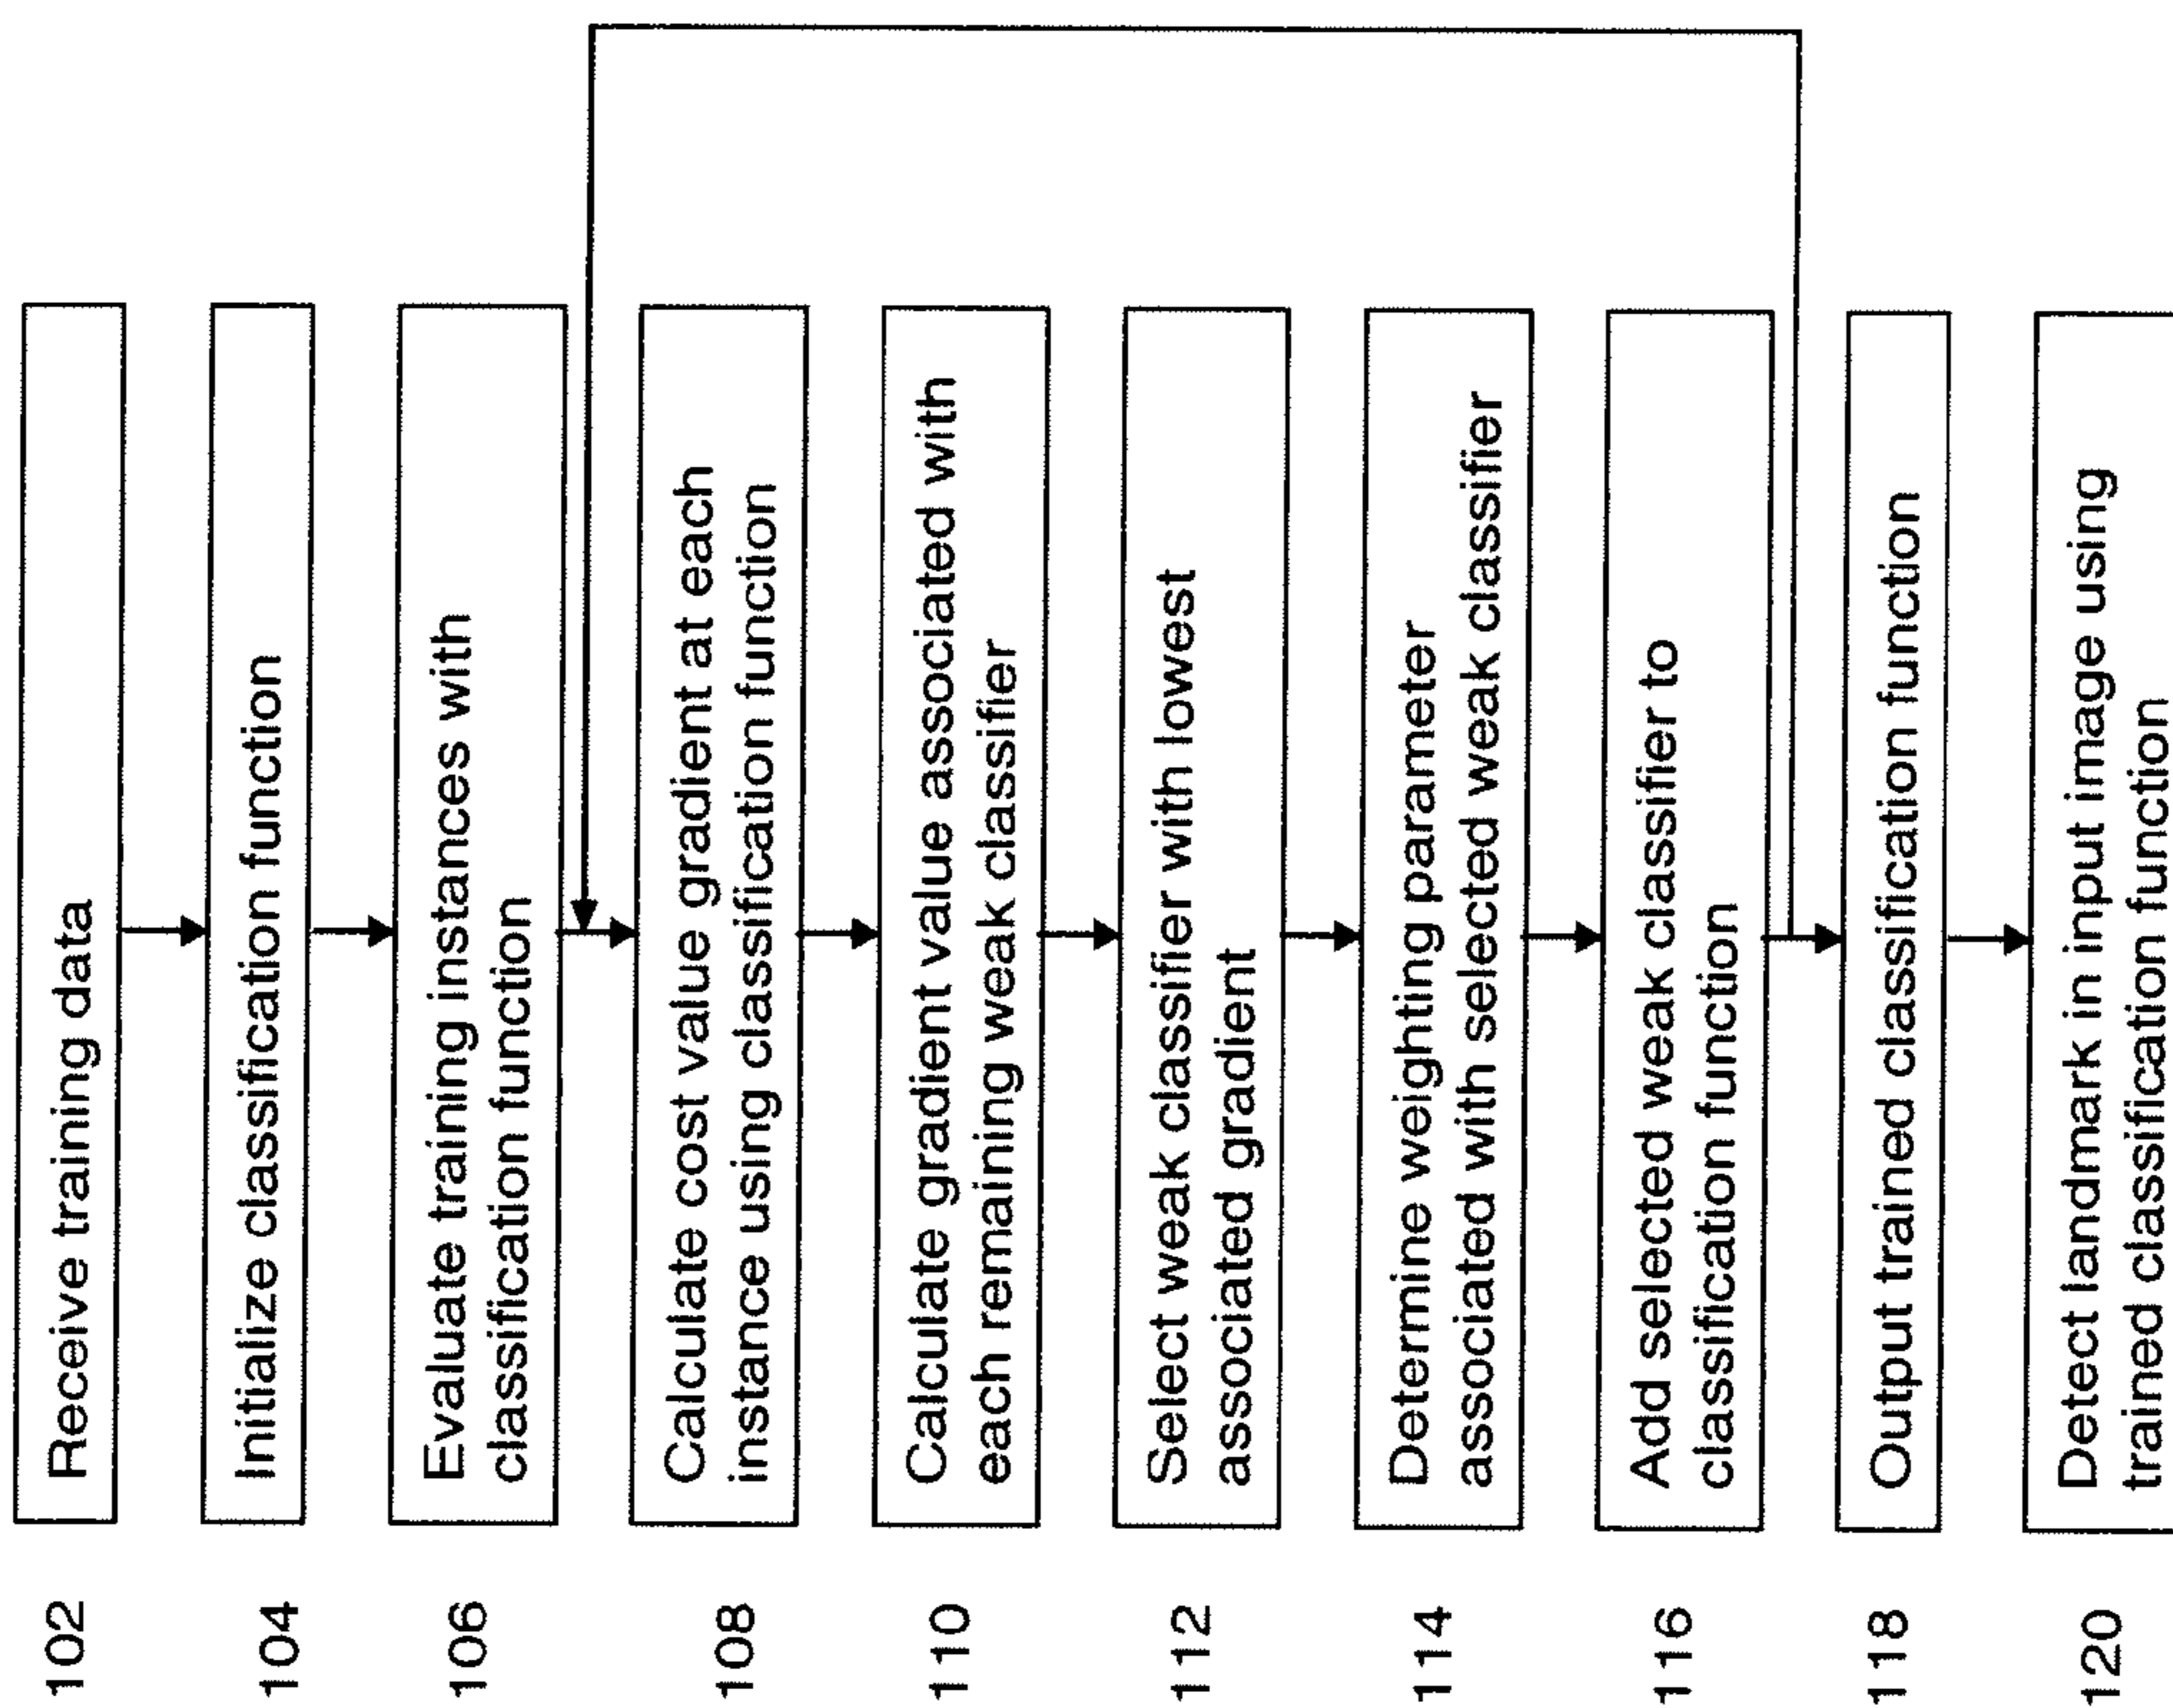 102
Receive training data
104
Initialize classification function
106
Evaluate training instances with
classification function
108
Calculate cost value gradient at each
instance using classification function
110
Calculate gradient value associated with
each remaining weak classifier
112
Select weak classifier with lowest
associated gradient
114
Determine weighting parameter
associated with selected weak classifier
116
Add selected weak classifier to
classification function
118
Output trained classification function
120
Detect landmark in input image using
trained classification function